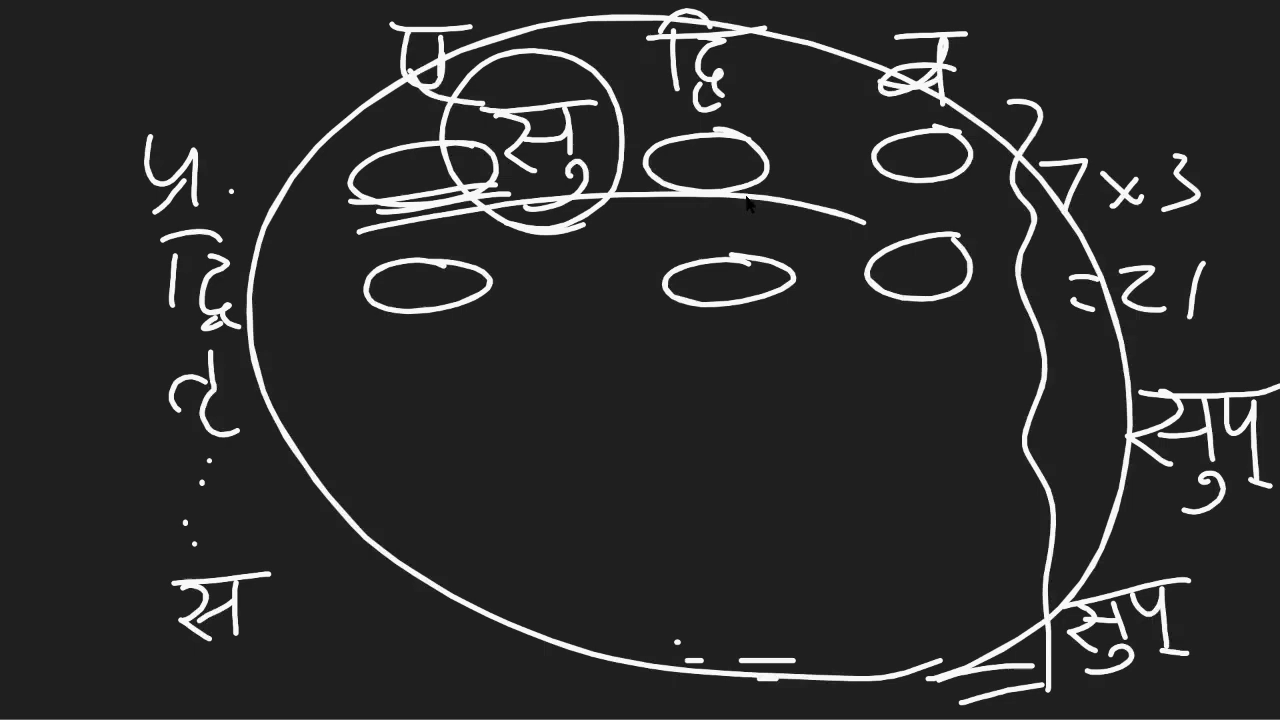 ए द्वि ब
सु
प्र.
द्वि
तृ
स
7 x 3
= 21
सुप्
सुप्